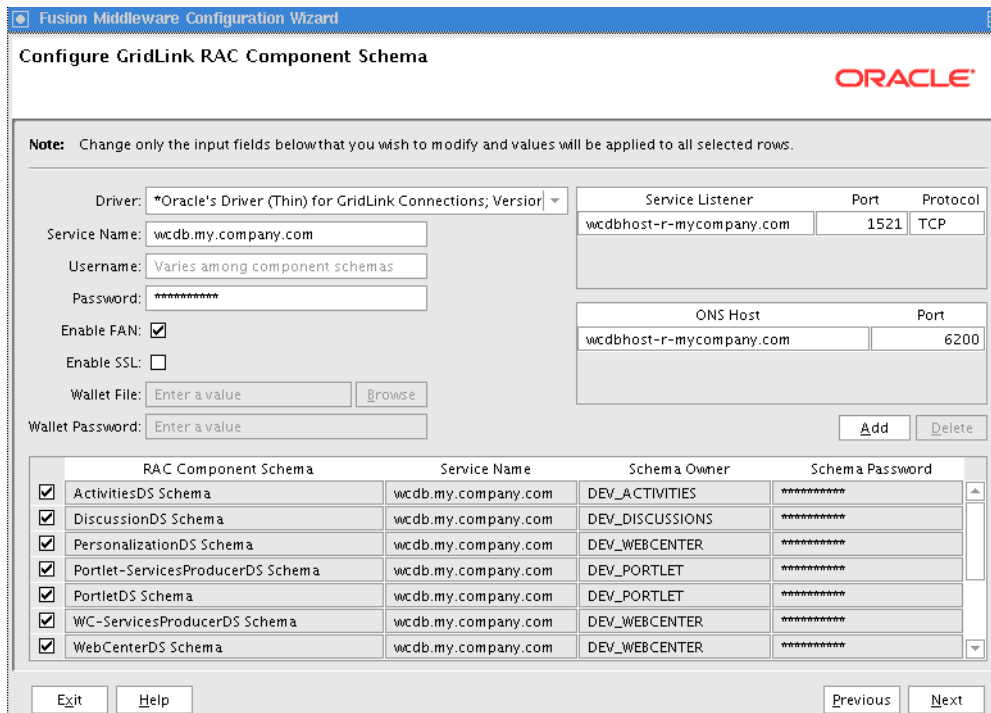 Fusion Middleware Configuration Wizard
Configure GridLink RAC Component Schema
ORACLE
Note: Change only the input fields below that you wish to modify and values will be applied to all selected rows.
Driver: *Oracle's Driver (Thin) for GridLink Connections; Version
Service Name: wcdb.my.company.com
Username: Varies among component schemas
Password: **********
Enable FAN:
Enable SSL:
Wallet File: Enter a value Browse
Wallet Password: Enter a value
Service Listener Port Protocol
wcdbhost-r-mycompany.com 1521 TCP
ONS Host Port
wcdbhost-r-mycompany.com 6200
Add Delete
RAC Component Schema Service Name Schema Owner Schema Password
ActivitiesDS Schema wcdb.my.company.com DEV_ACTIVITIES **********
DiscussionDS Schema wcdb.my.company.com DEV_DISCUSSIONS **********
PersonalizationDS Schema wcdb.my.company.com DEV_WEBCENTER **********
Portlet-ServicesProducerDS Schema wcdb.my.company.com DEV_PORTLET **********
PortletDS Schema wcdb.my.company.com DEV_PORTLET **********
WC-ServicesProducerDS Schema wcdb.my.company.com DEV_WEBCENTER **********
WebCenterDS Schema wcdb.my.company.com DEV_WEBCENTER **********
Exit Help Previous Next